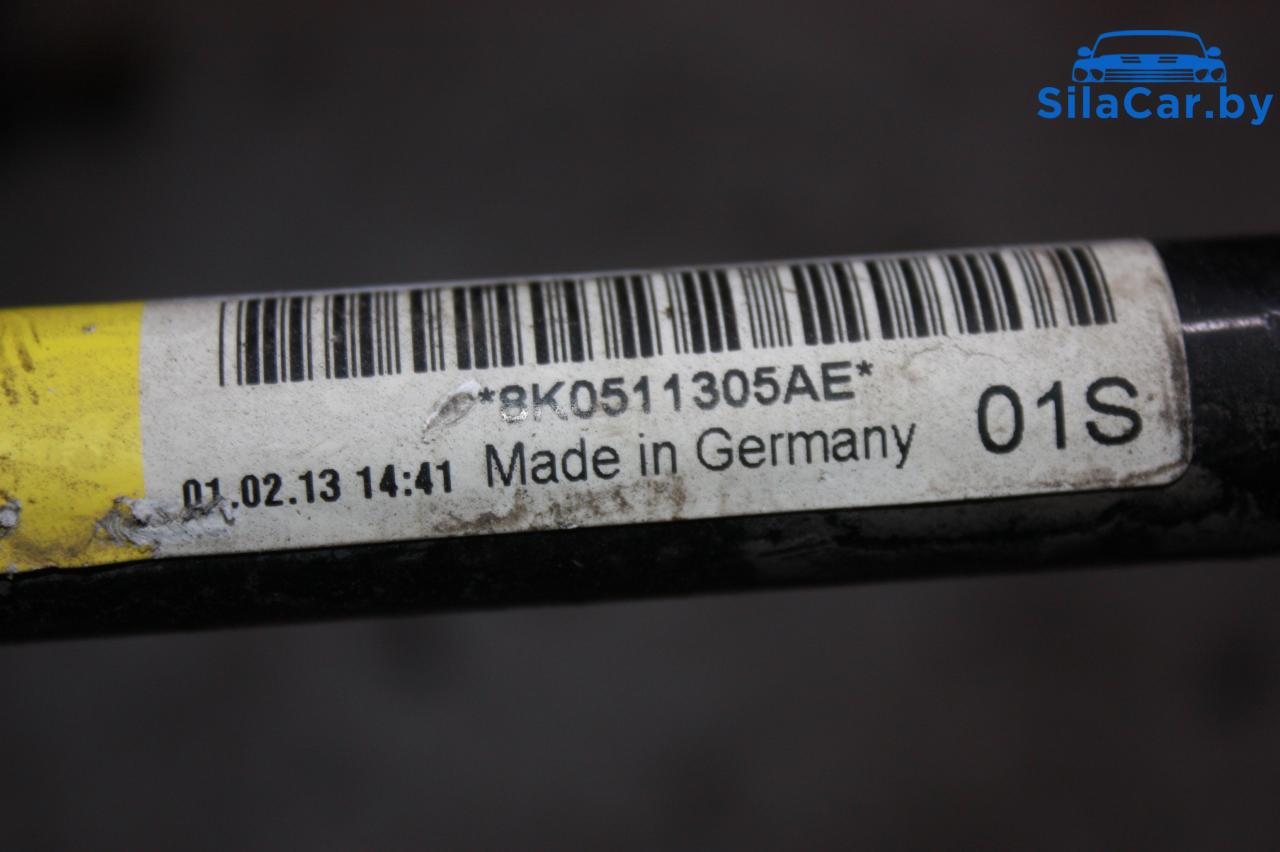 SilaCar.by
*8K0511305AE*
01.02.13 14:41 Made in Germany
01S